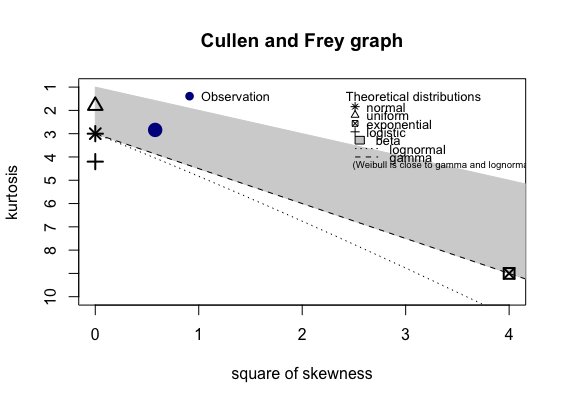 Cullen and Frey graph
Observation
Theoretical distributions
normal
uniform
exponential
logistic
beta
lognormal
gamma
(Weibull is close to gamma and lognorma
kurtosis
1
2
3
4
5
6
7
8
10
0
1
2
3
4
square of skewness